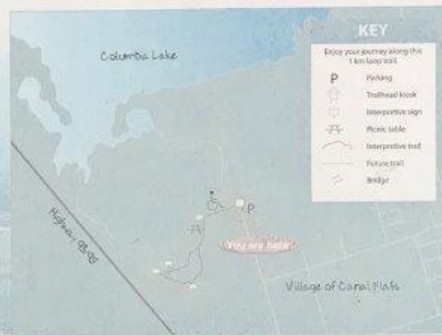 Columbia Lake
KEY
Enjoy your journey along this
1 km loop trail.
P Parking
Trailhead kiosk
Interpretive sign
Picnic table
Interpretive trail
Future trail
Bridge
P
You are here
Highway 93/95
Village of Canal Flats